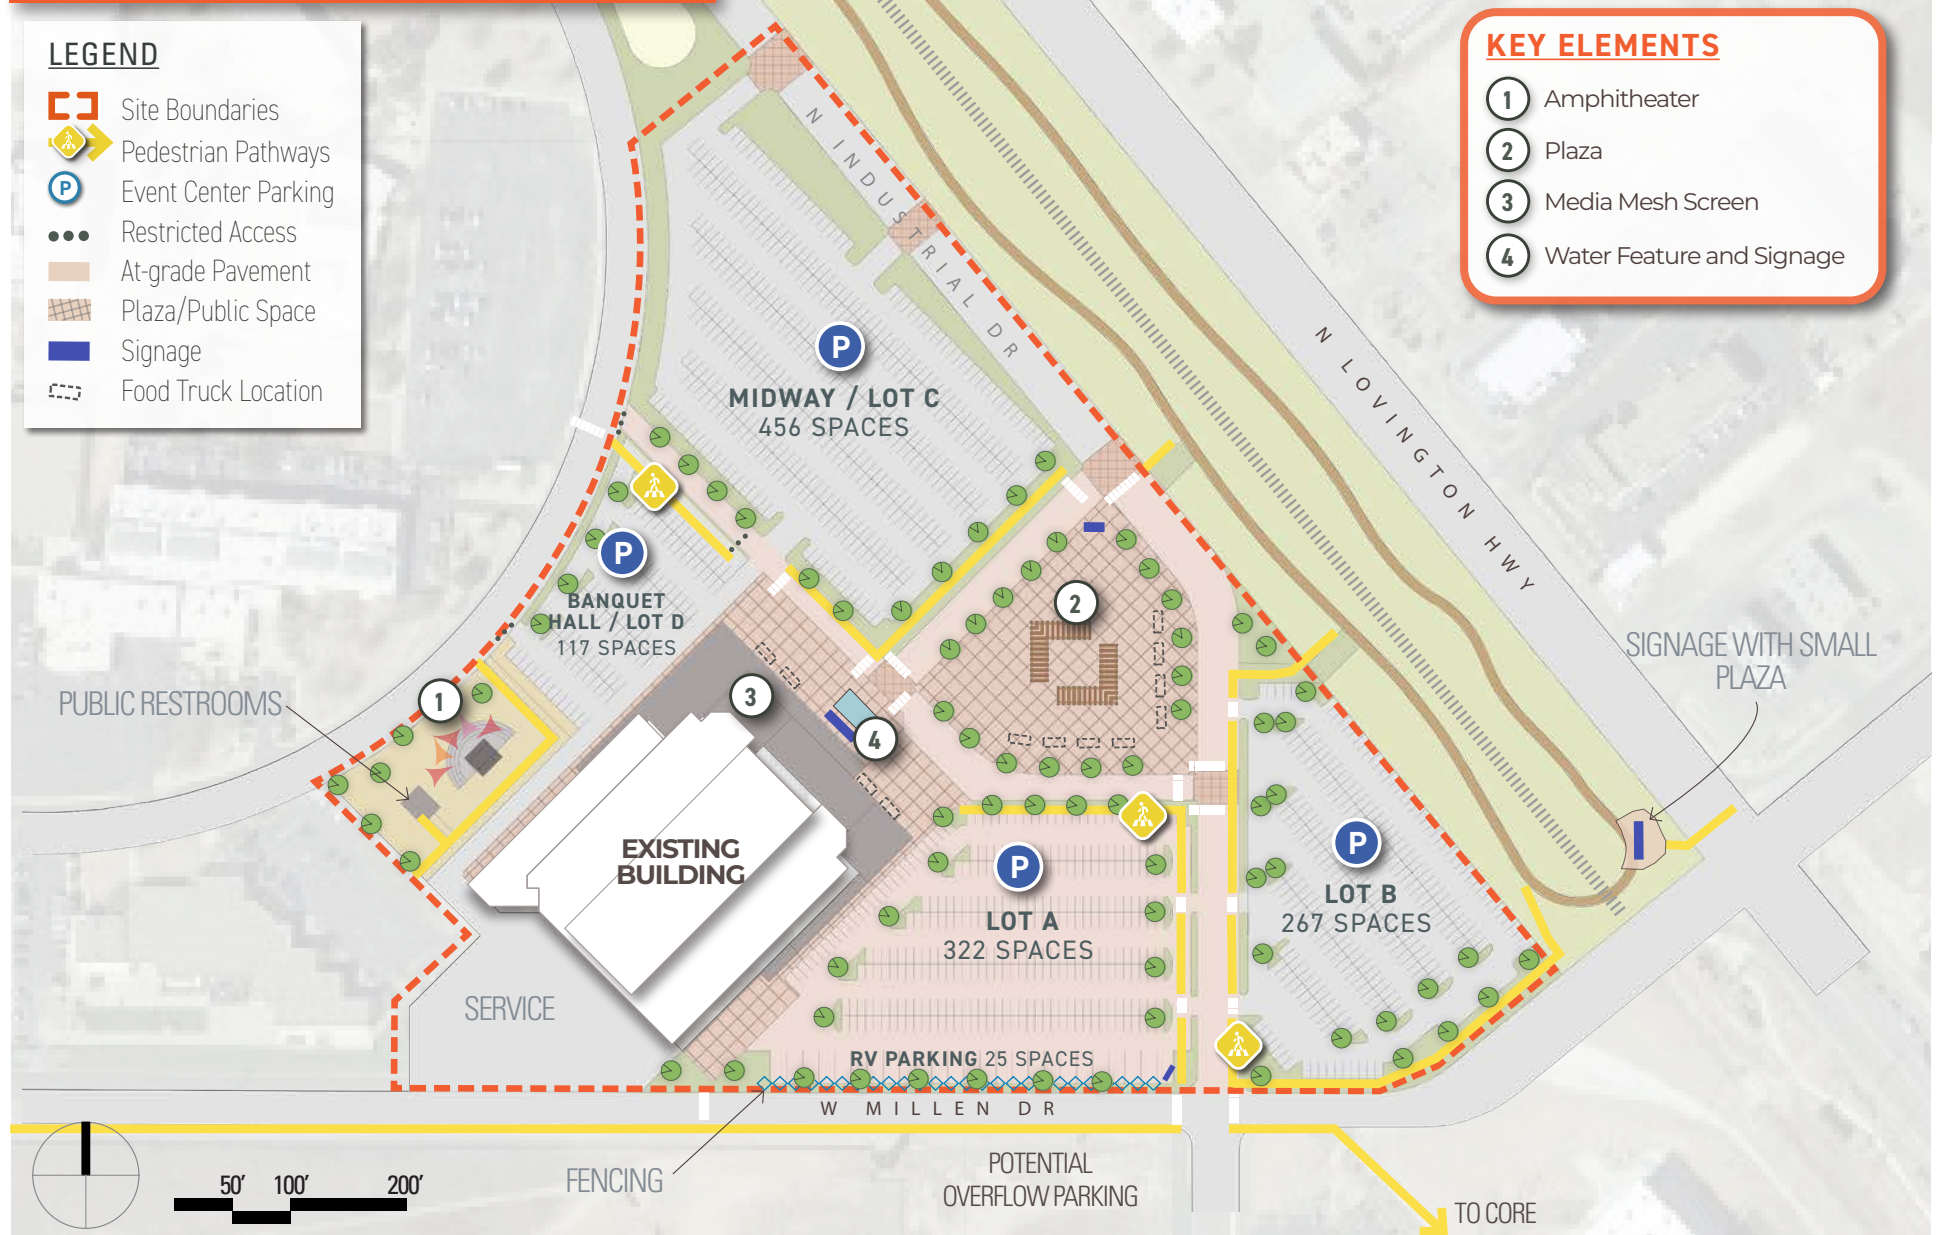 LEGEND
Site Boundaries
Pedestrian Pathways
P
Event Center Parking
Restricted Access
At-grade Pavement
Plaza/Public Space
Signage
Food Truck Location
KEY ELEMENTS
1 Amphitheater
2 Plaza
3 Media Mesh Screen
4 Water Feature and Signage
N INDUSTRIAL DR
N LOVINGTON HWY
P
MIDWAY / LOT C
456 SPACES
P
BANQUET
HALL / LOT D
117 SPACES
2
SIGNAGE WITH SMALL
PLAZA
PUBLIC RESTROOMS
1
3
4
EXISTING
BUILDING
P
LOT A
322 SPACES
P
LOT B
267 SPACES
SERVICE
RV PARKING 25 SPACES
W MILLEN DR
FENCING
POTENTIAL
OVERFLOW PARKING
50' 100' 200'
TO CORE